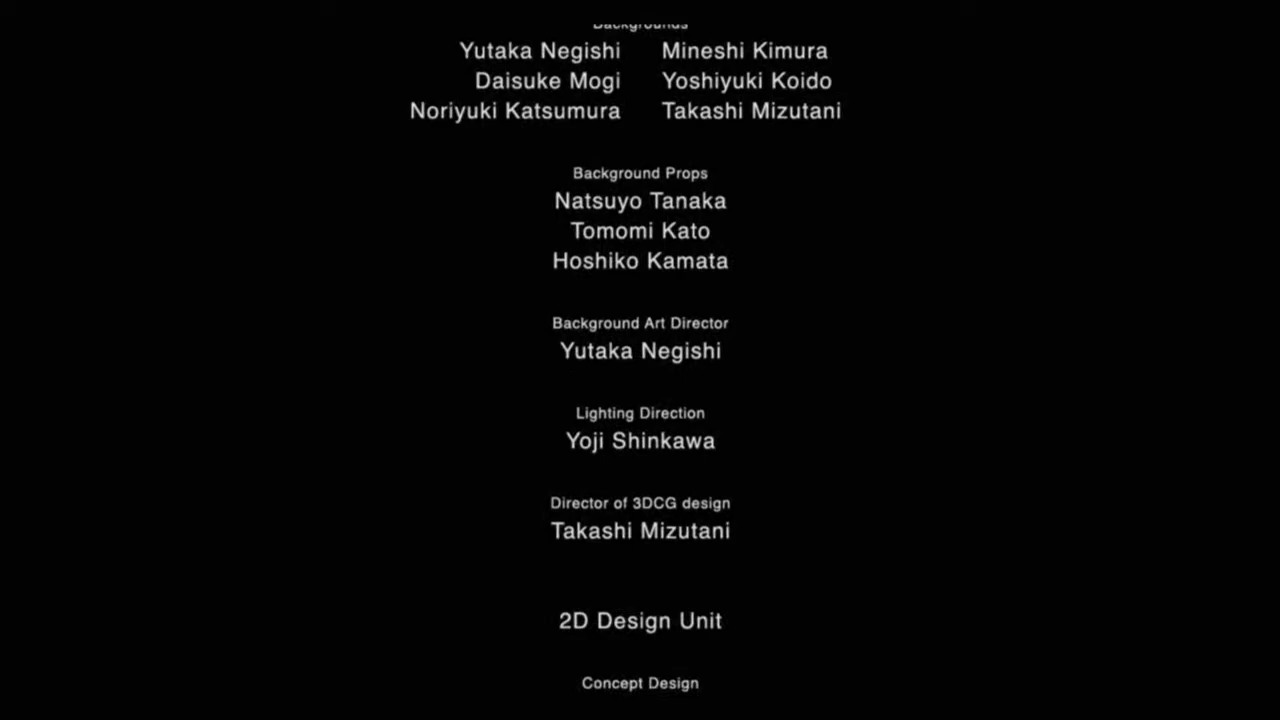 Backgrounds
Yutaka Negishi Mineshi Kimura
Daisuke Mogi Yoshiyuki Koido
Noriyuki Katsumura Takashi Mizutani
Background Props
Natsuyo Tanaka
Tomomi Kato
Hoshiko Kamata
Background Art Director
Yutaka Negishi
Lighting Direction
Yoji Shinkawa
Director of 3DCG design
Takashi Mizutani
2D Design Unit
Concept Design